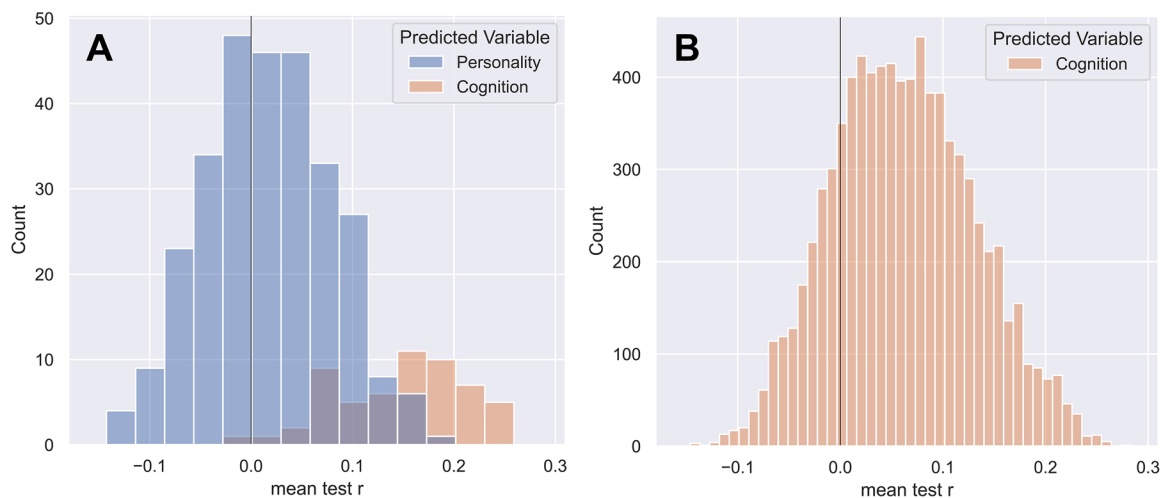 A
Predicted Variable
Personality
Cognition
50
40
30
20
10
0
Count
−0.1
0.0
0.1
0.2
0.3
mean test r
B
Predicted Variable
Cognition
400
300
200
100
0
Count
−0.1
0.0
0.1
0.2
0.3
mean test r